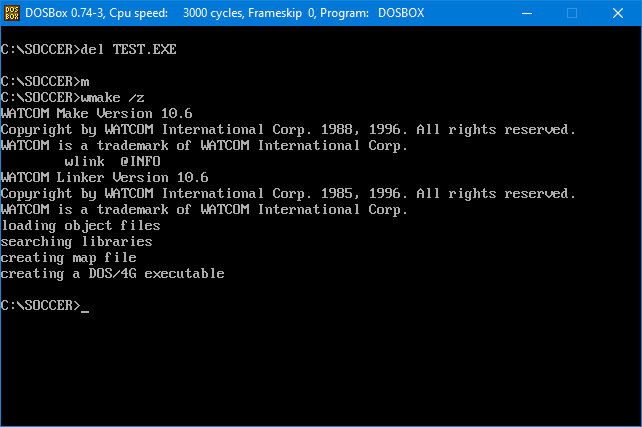 DOS
BOX
DOSBox 0.74-3, Cpu speed:    3000 cycles, Frameskip  0, Program:   DOSBOX
C:\SOCCER>del TEST.EXE
C:\SOCCER>m
C:\SOCCER>wmake /z
WATCOM Make Version 10.6
Copyright by WATCOM International Corp. 1988, 1996. All rights reserved.
WATCOM is a trademark of WATCOM International Corp.
        wlink  @INFO
WATCOM Linker Version 10.6
Copyright by WATCOM International Corp. 1985, 1996. All rights reserved.
WATCOM is a trademark of WATCOM International Corp.
loading object files
searching libraries
creating map file
creating a DOS/4G executable
C:\SOCCER>_